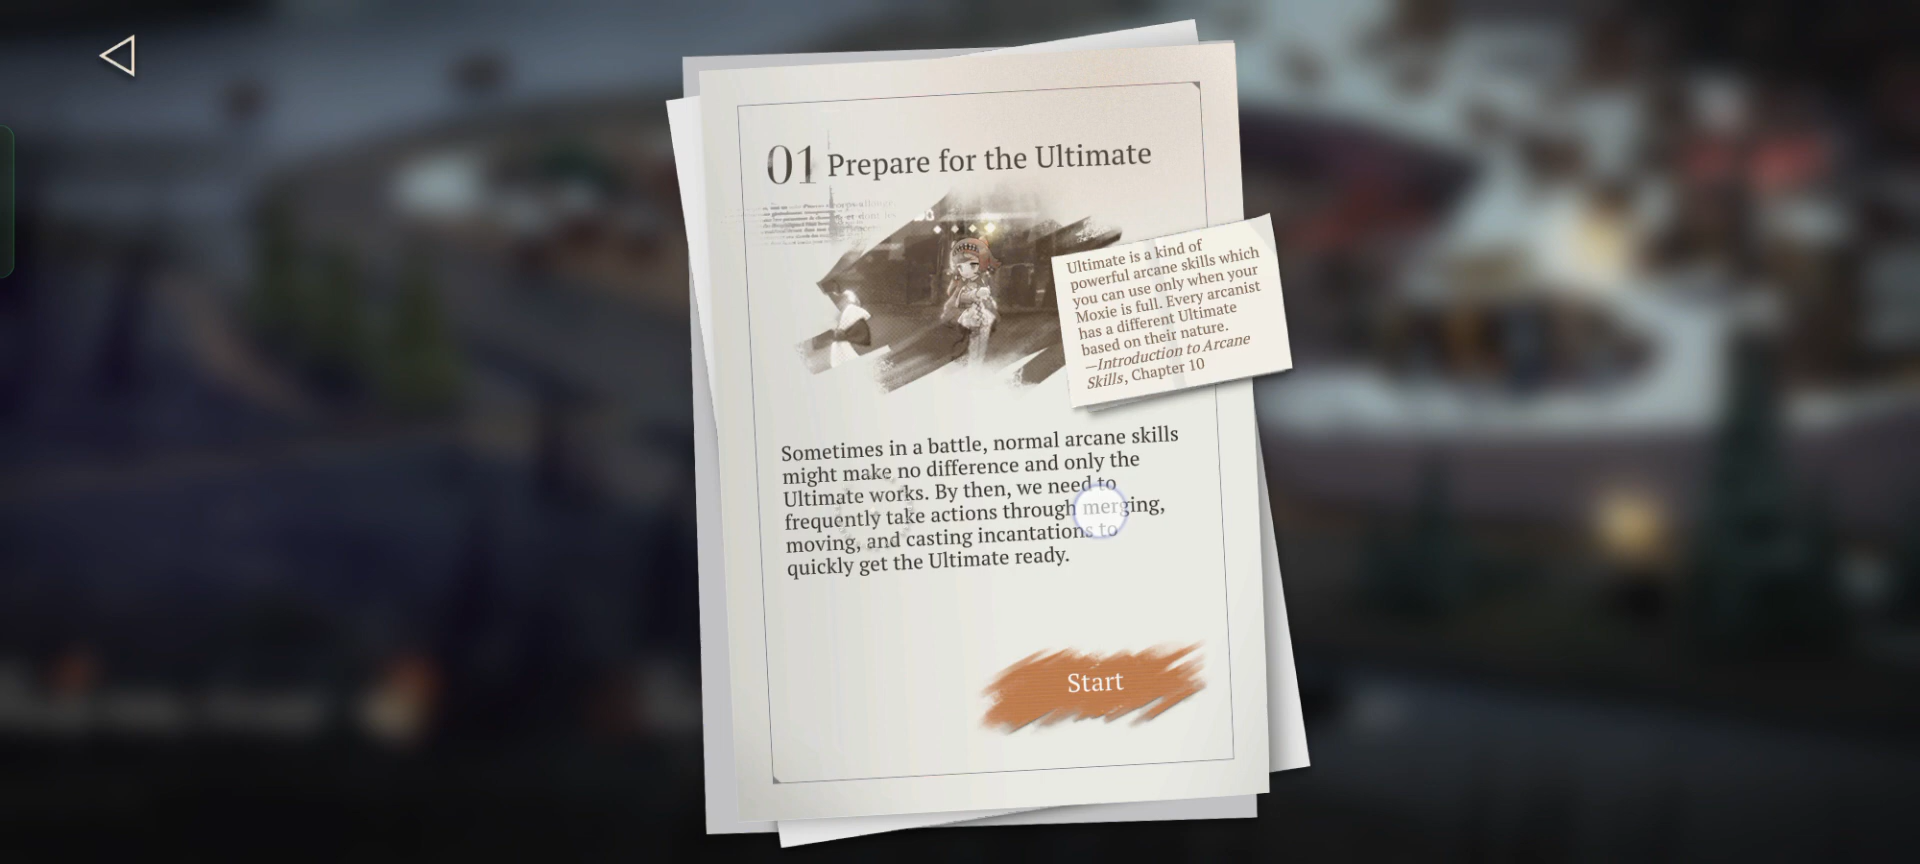 01 Prepare for the Ultimate
Ultimate is a kind of
powerful arcane skills which
you can use only when your
Moxie is full. Every arcanist
has a different Ultimate
based on their nature.
—Introduction to Arcane
Skills, Chapter 10
Sometimes in a battle, normal arcane skills
might make no difference and only the
Ultimate works. By then, we need to
frequently take actions through merging,
moving, and casting incantations to
quickly get the Ultimate ready.
Start